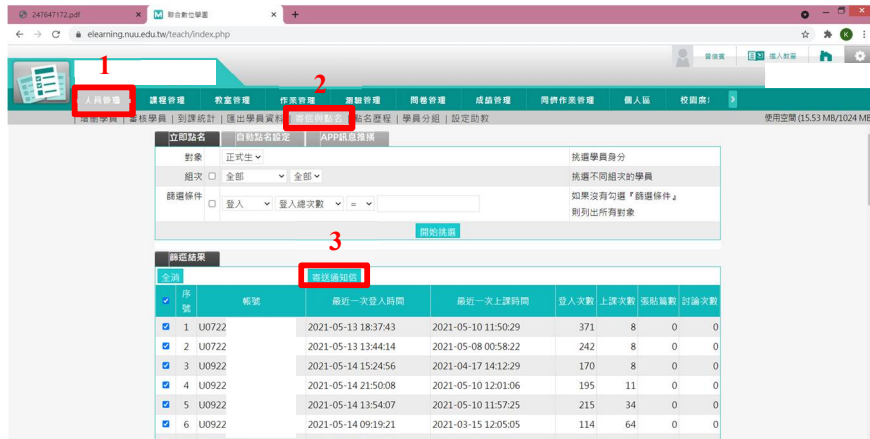 247647172.pdf
聯合數位學園
elearning.nuu.edu.tw/teach/index.php
K
進入教室
1
2
人員管理 課程管理 教室管理 作業管理 測驗管理 問卷管理 成績管理 同儕作業管理 個人區 校園廣
增刪學員 | 審核學員 | 到課統計 | 匯出學員資料 | 寄信與點名 | 點名歷程 | 學員分組 | 設定助教
使用空間 (15.53 MB/1024 MB
立即點名 自動點名設定 APP訊息推播
對象 正式生 挑選學員身分
組次 全部 全部 挑選不同組次的學員
篩選條件 登入 登入總次數 = 如果沒有勾選『篩選條件』
則列出所有對象
開始挑選
3
篩選結果
全消 寄送通知信
序號 帳號 最近一次登入時間 最近一次上課時間 登入次數 上課次數 張貼篇數 討論次數
1 U0722 2021-05-13 18:37:43 2021-05-10 11:50:29 371 8 0 0
2 U0722 2021-05-13 13:44:14 2021-05-08 00:58:22 242 8 0 0
3 U0922 2021-05-14 15:24:56 2021-04-17 14:12:29 170 8 0 0
4 U0922 2021-05-14 21:50:08 2021-05-10 12:01:06 195 11 0 0
5 U0922 2021-05-14 13:54:07 2021-05-10 11:57:25 215 34 0 0
6 U0922 2021-05-14 09:19:21 2021-03-15 12:05:05 114 64 0 0